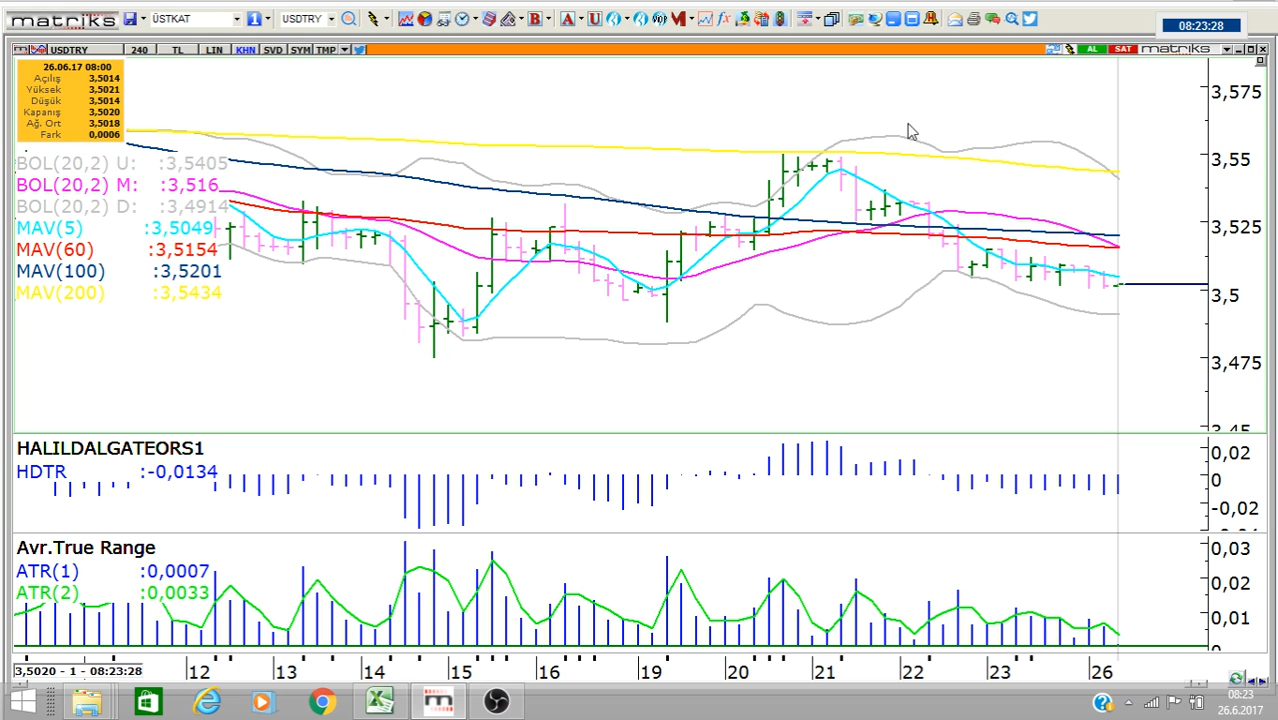 matriks ÜSTKAT USDTRY 08:23:28
USDTRY 240 TL LIN KHN SVD SYM TMP AL SAT matriks
26.06.17 08:00
Açılış 3,5014
Yüksek 3,5021
Düşük 3,5014
Kapanış 3,5020
Ağ. Ort 3,5018
Fark 0,0006
BOL(20,2) U: :3,5405
BOL(20,2) M: :3,516
BOL(20,2) D: :3,4914
MAV(5) :3,5049
MAV(60) :3,5154
MAV(100) :3,5201
MAV(200) :3,5434
3,575
3,55
3,525
3,5
3,475
3,45
HALILDALGATEORS1
HDTR :-0,0134
0,02
0
-0,02
Avr.True Range
ATR(1) :0,0007
ATR(2) :0,0033
0,03
0,02
0,01
0,
3,5020 - 1 - 08:23:28 12 13 14 15 16 19 20 21 22 23 26
08:23
26.6.2017